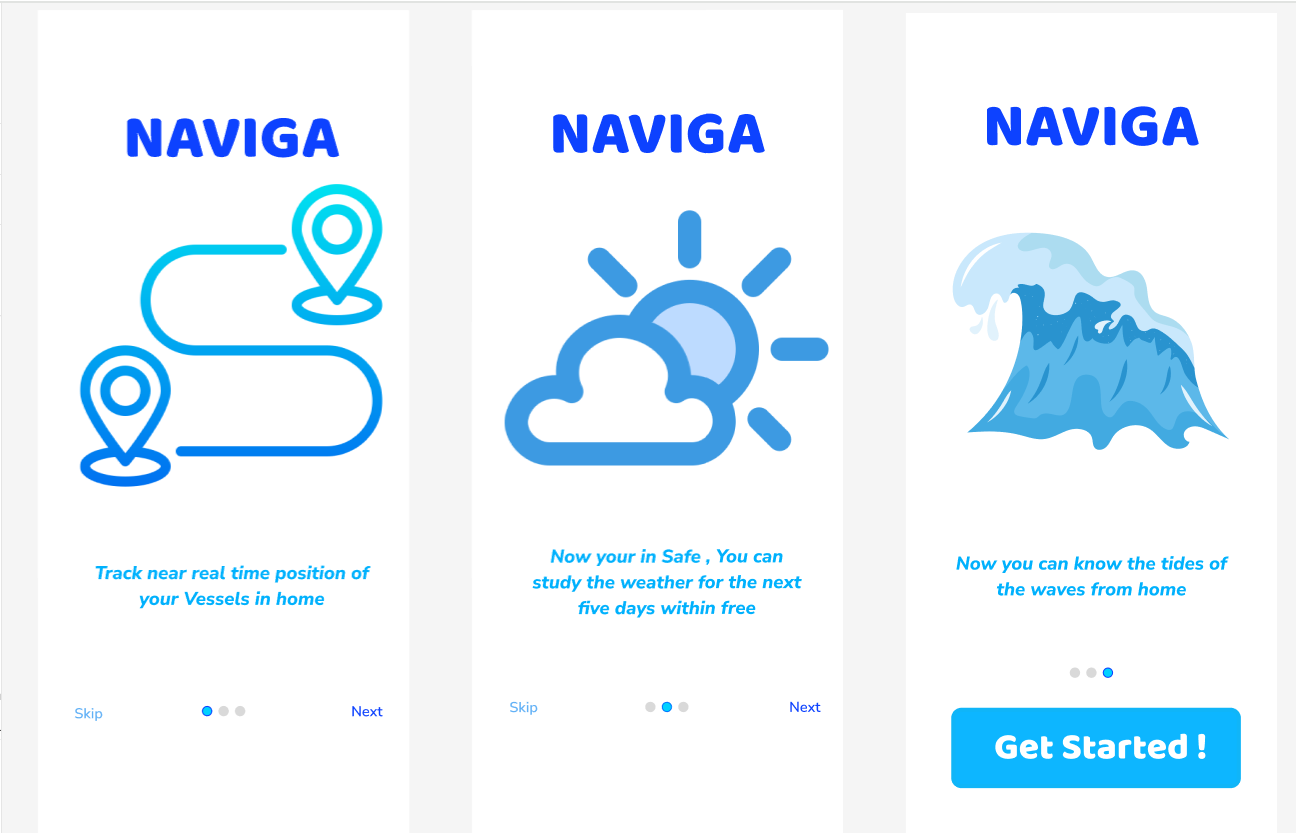 NAVIGA
Track near real time position of
your Vessels in home
Skip
Next
NAVIGA
Now your in Safe , You can
study the weather for the next
five days within free
Skip
Next
NAVIGA
Now you can know the tides of
the waves from home
Get Started !